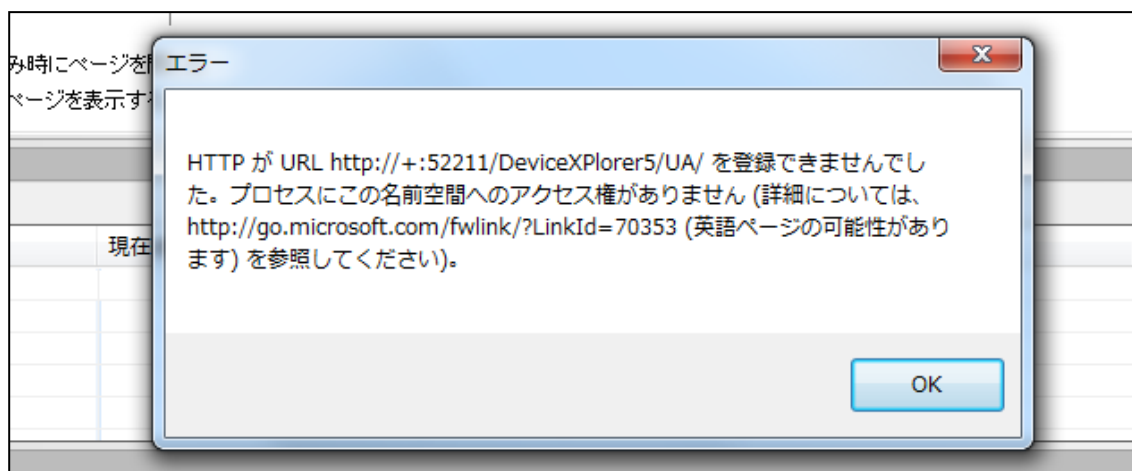 み時にページを
ページを表示す
エラー
HTTP が URL http://+:52211/DeviceXPlorer5/UA/ を登録できませんでし
た。プロセスにこの名前空間へのアクセス権がありません (詳細については、
http://go.microsoft.com/fwlink/?LinkId=70353 (英語ページの可能性があり
ます) を参照してください)。
現在
OK